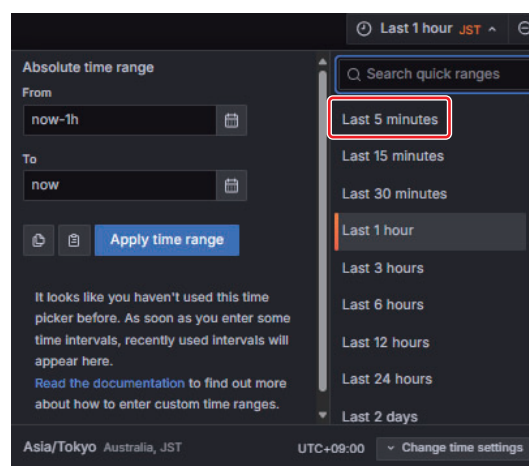 Last 1 hour JST
Absolute time range
From
now-1h
To
now
Apply time range
It looks like you haven't used this time
picker before. As soon as you enter some
time intervals, recently used intervals will
appear here.
Read the documentation to find out more
about how to enter custom time ranges.
Search quick ranges
Last 5 minutes
Last 15 minutes
Last 30 minutes
Last 1 hour
Last 3 hours
Last 6 hours
Last 12 hours
Last 24 hours
Last 2 days
Asia/Tokyo Australia, JST
UTC+09:00
Change time settings